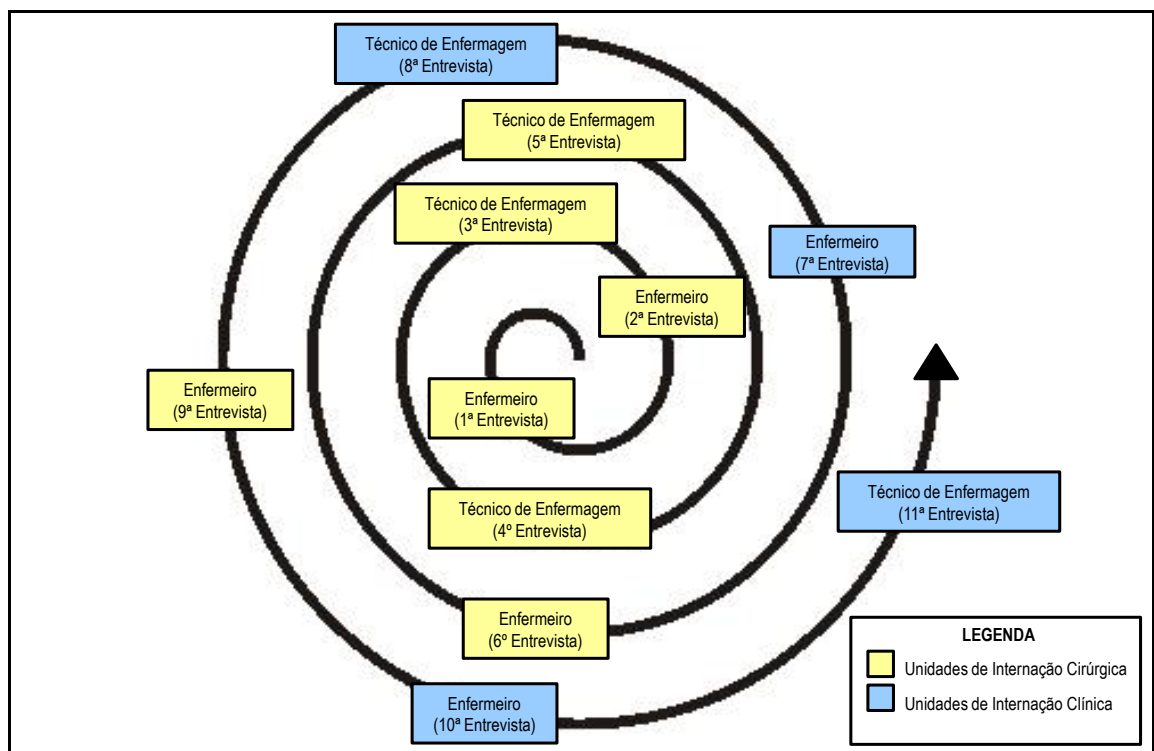 Técnico de Enfermagem
(8ª Entrevista)
Técnico de Enfermagem
(5ª Entrevista)
Técnico de Enfermagem
(3ª Entrevista)
Enfermeiro
(7ª Entrevista)
Enfermeiro
(2ª Entrevista)
Enfermeiro
(9ª Entrevista)
Enfermeiro
(1ª Entrevista)
Técnico de Enfermagem
(11ª Entrevista)
Técnico de Enfermagem
(4º Entrevista)
Enfermeiro
(6º Entrevista)
Enfermeiro
(10ª Entrevista)
LEGENDA
Unidades de Internação Cirúrgica
Unidades de Internação Clínica